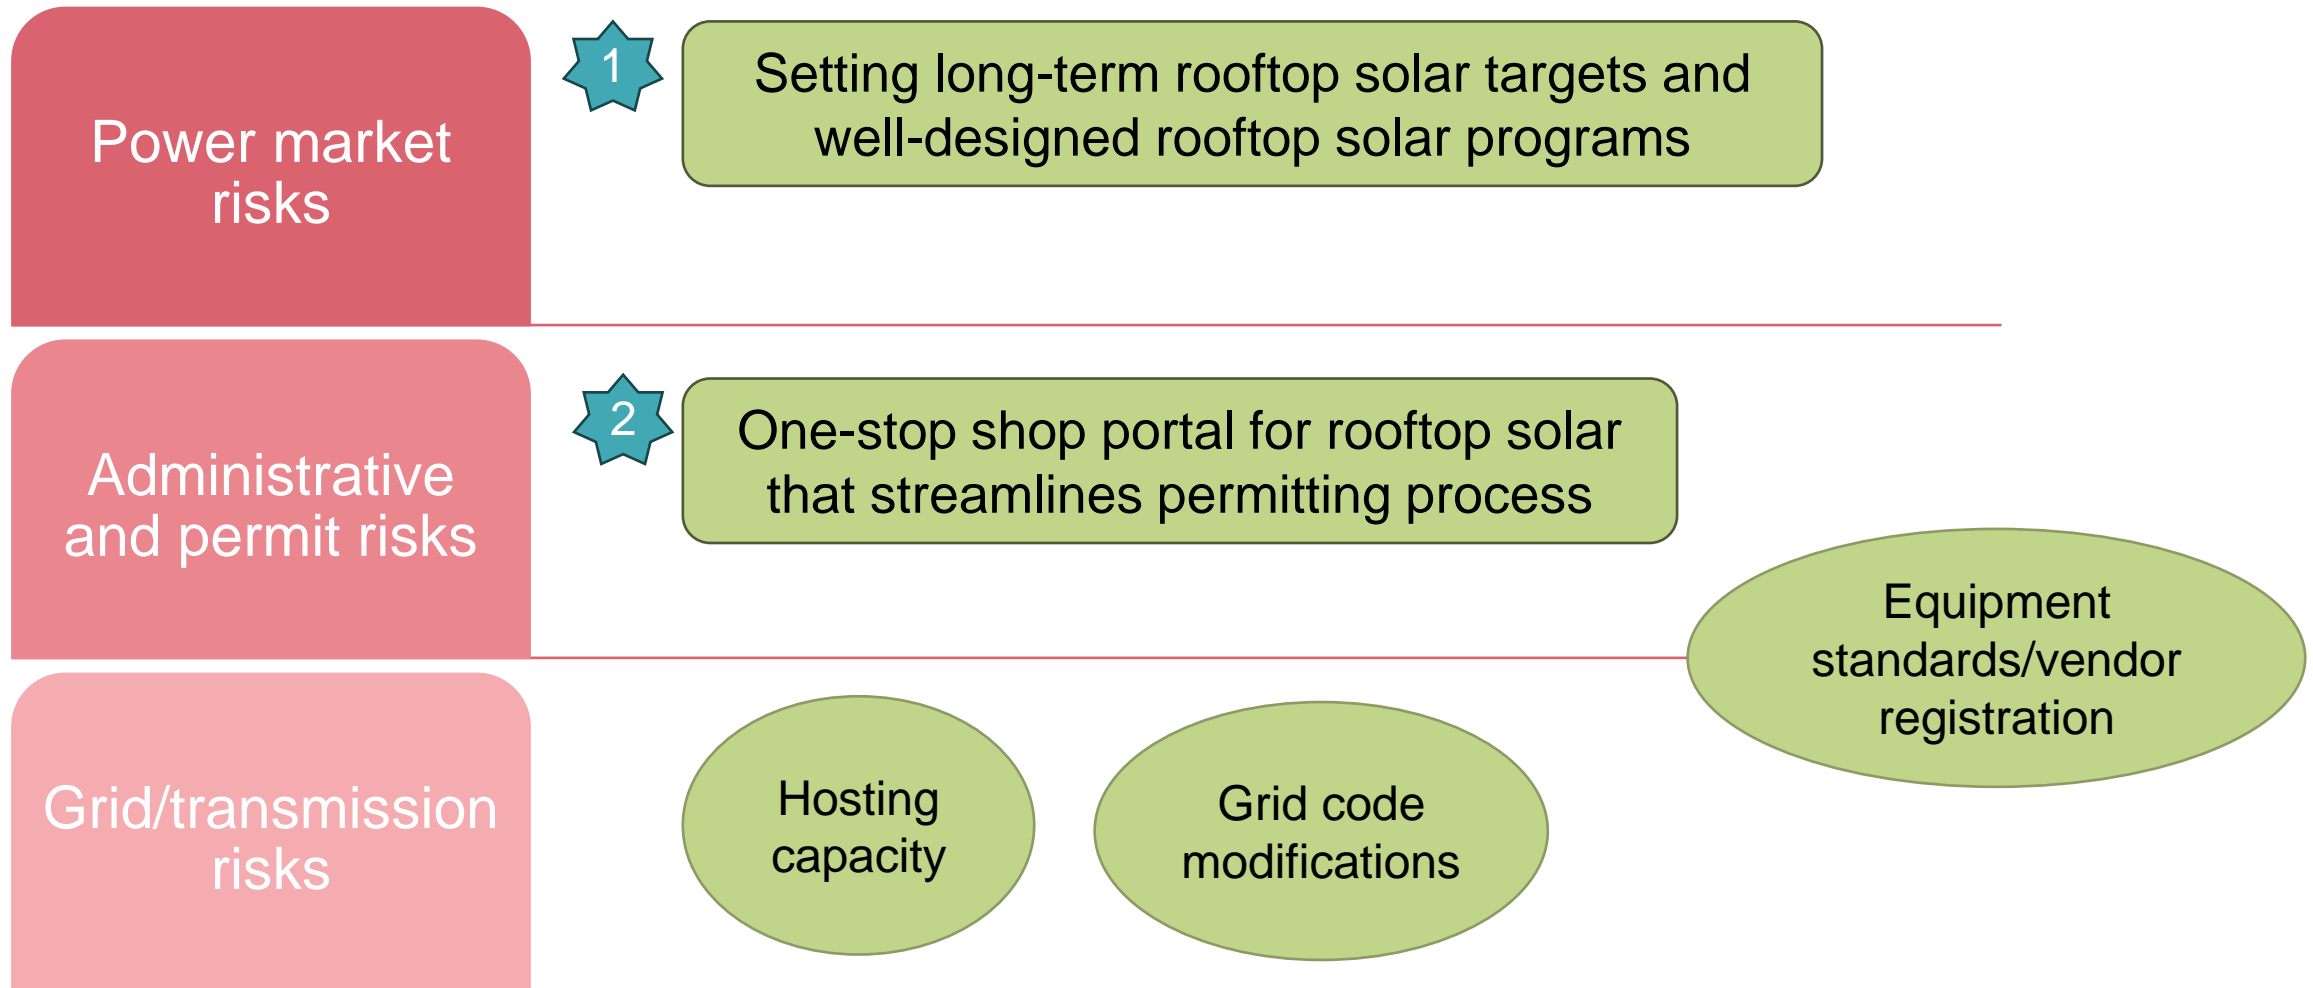 Power market
risks
1
Setting long-term rooftop solar targets and
well-designed rooftop solar programs
Administrative
and permit risks
2
One-stop shop portal for rooftop solar
that streamlines permitting process
Equipment
standards/vendor
registration
Grid/transmission
risks
Hosting
capacity
Grid code
modifications